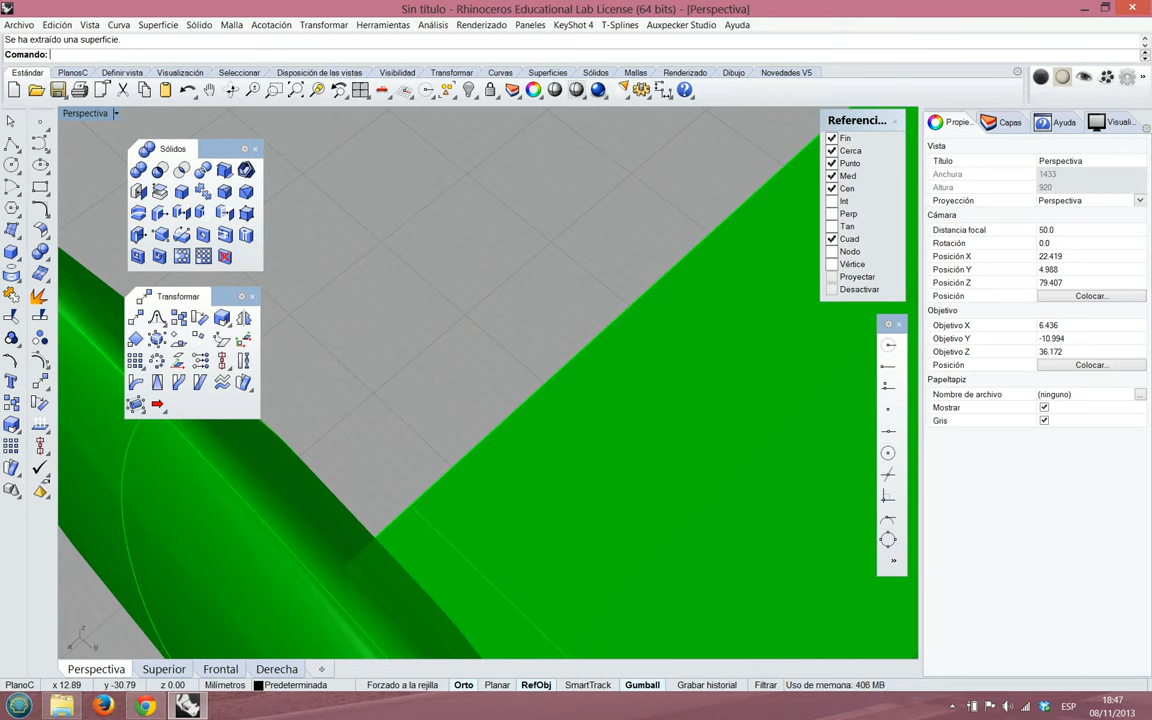 Sin título - Rhinoceros Educational Lab License (64 bits) - [Perspectiva]
Archivo Edición Vista Curva Superficie Sólido Malla Acotación Transformar Herramientas Análisis Renderizado Paneles KeyShot 4 T-Splines Auxpecker Studio Ayuda
Se ha extraído una superficie.
Comando:
Estándar PlanosC Definir vista Visualización Seleccionar Disposición de las vistas Visibilidad Transformar Curvas Superficies Sólidos Mallas Renderizado Dibujo Novedades V5
Perspectiva
Sólidos
Transformar
Referenci...
Fin
Cerca
Punto
Med
Cen
Int
Perp
Tan
Cuad
Nodo
Vértice
Proyectar
Desactivar
Propie... Capas Ayuda Visuali...
Vista
Título Perspectiva
Anchura 1433
Altura 920
Proyección Perspectiva
Cámara
Distancia focal 50.0
Rotación 0.0
Posición X 22.419
Posición Y 4.988
Posición Z 79.407
Posición Colocar...
Objetivo
Objetivo X 6.436
Objetivo Y -10.994
Objetivo Z 36.172
Posición Colocar...
Papeltapiz
Nombre de archivo (ninguno) ...
Mostrar
Gris
z
x y
Perspectiva Superior Frontal Derecha
PlanoC x 12.89 y -30.79 z 0.00 Milímetros Predeterminada Forzado a la rejilla Orto Planar RefObj SmartTrack Gumball Grabar historial Filtrar Uso de memoria: 406 MB
ESP
18:47
08/11/2013